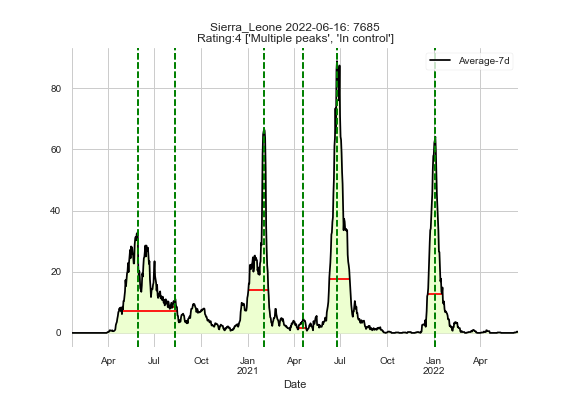 Sierra_Leone 2022-06-16: 7685
Rating:4 ['Multiple peaks', 'In control']
Average-7d
80
60
40
20
0
Apr
Jul
Oct
Jan
2021
Apr
Jul
Oct
Jan
2022
Apr
Date